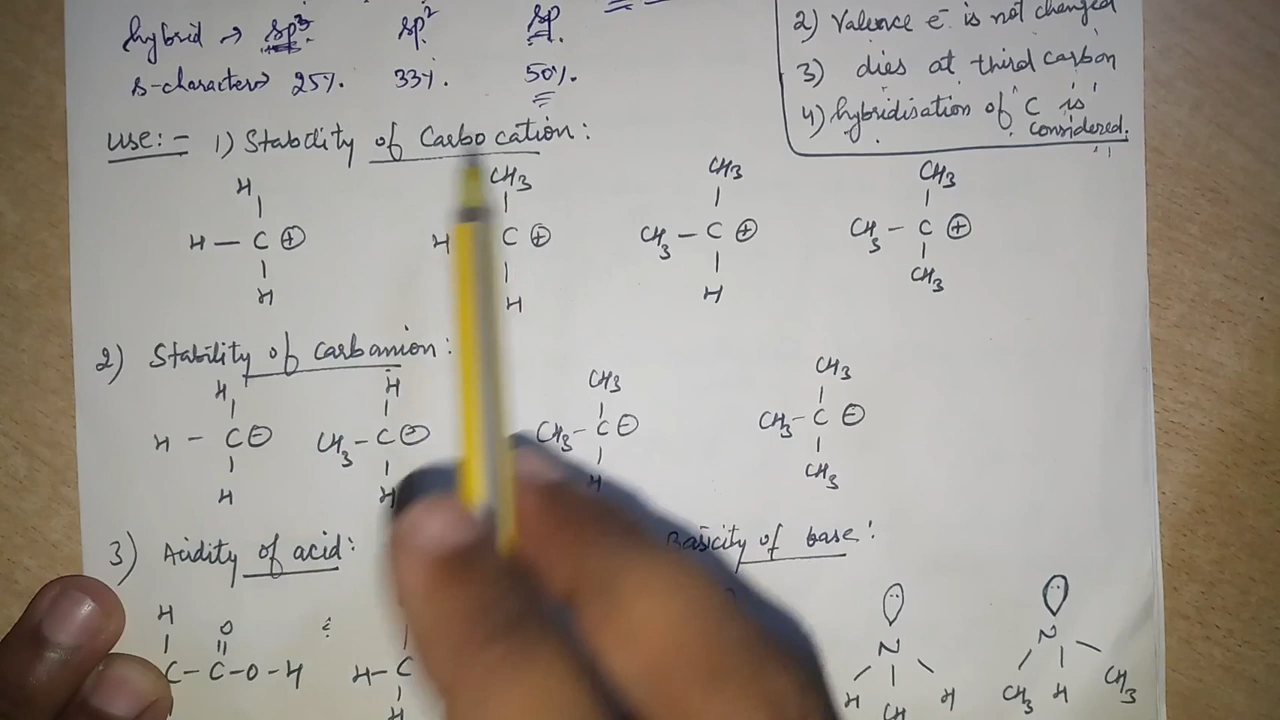 hybrid → sp³ sp² sp
s-character → 25%. 33%. 50%.
2) Valence e⁻ is not changed
3) dies at third carbon
4) hybridisation of C is considered.
Use:- 1) Stability of Carbocation:
H CH₃ CH₃ CH₃
H — C ⊕ H C ⊕ CH₃ — C ⊕ CH₃ — C ⊕
H H H CH₃
2) Stability of carbanion:
H H CH₃ CH₃
H — C ⊖ CH₃ — C ⊖ CH₃ — C ⊖ CH₃ — C ⊖
H H H CH₃
3) Acidity of acid: Basicity of base:
H O
C — C — O — H H — C N N
H H CH H CH₃ H CH₃